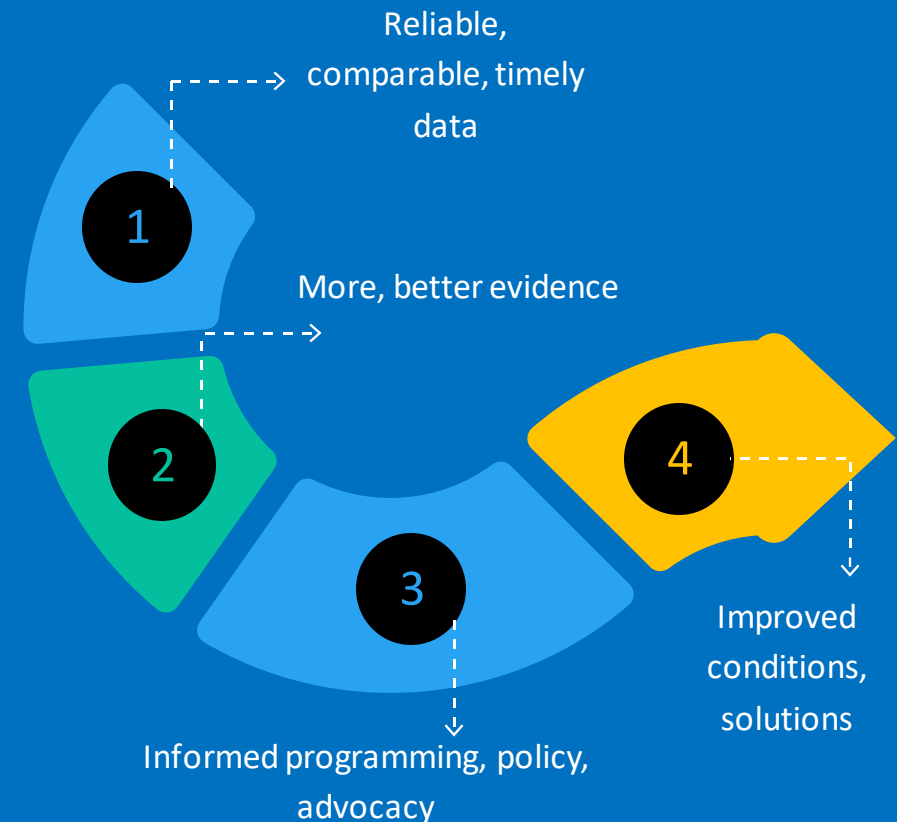 Reliable,
comparable, timely
data
1
More, better evidence
2
3
Informed programming, policy,
advocacy
4
Improved
conditions,
solutions